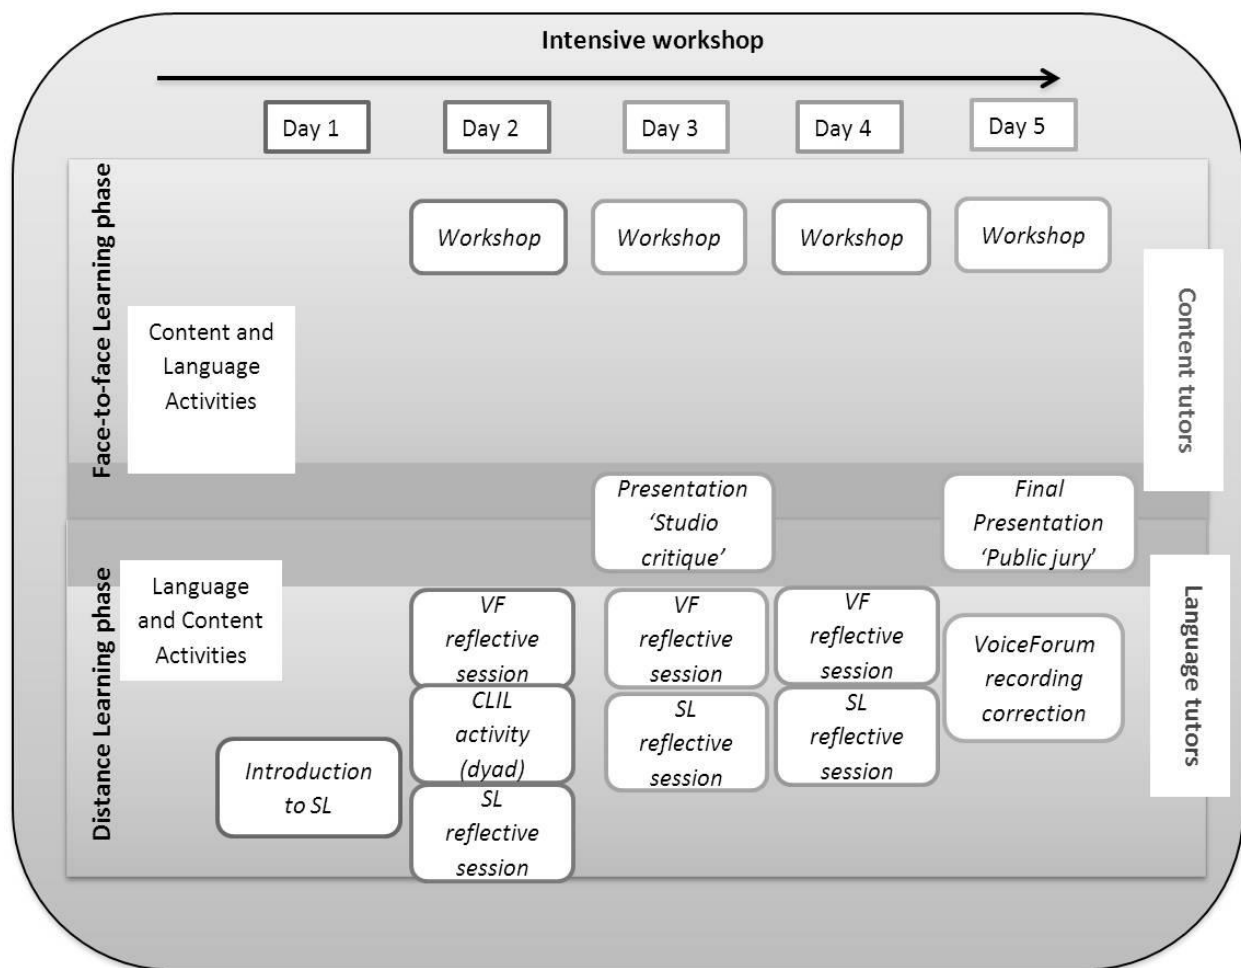 Intensive workshop
Day 1
Day 2
Day 3
Day 4
Day 5
Face-to-face Learning phase
Workshop
Workshop
Workshop
Workshop
Content and
Language
Activities
Content tutors
Presentation
‘Studio
critique’
Final
Presentation
‘Public jury’
Distance Learning phase
Language
and Content
Activities
Language tutors
Introduction
to SL
VF
reflective
session
CLIL
activity
(dyad)
SL
reflective
session
VF
reflective
session
SL
reflective
session
VF
reflective
session
SL
reflective
session
VoiceForum
recording
correction